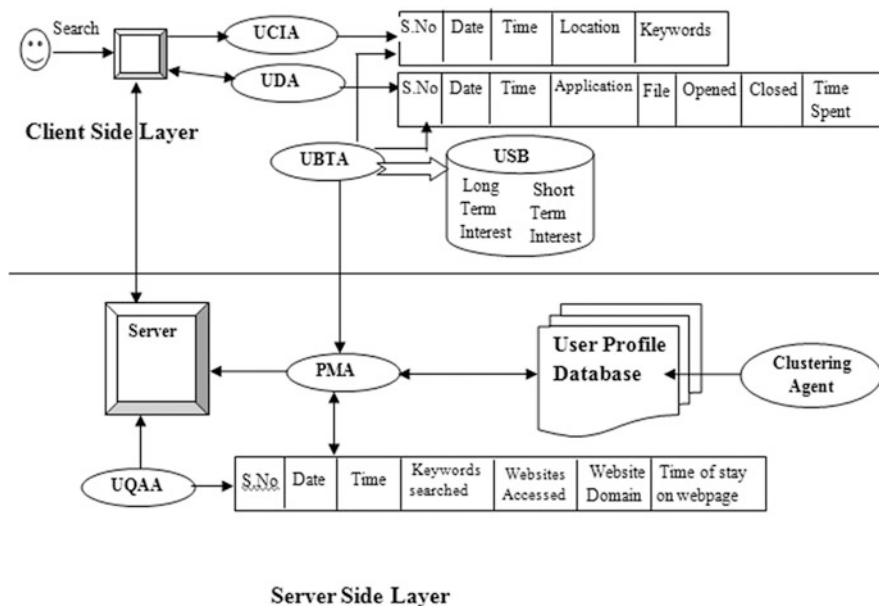 Search
UCIA
S.No Date Time Location Keywords
UDA
S.No Date Time Application File Opened Closed Time
Spent
Client Side Layer
UBTA
USB
Long Short
Term Term
Interest Interest
Server
PMA
User Profile
Database
Clustering
Agent
UQAA
S.No Date Time Keywords
searched Websites
Accessed Website
Domain Time of stay
on webpage
Server Side Layer